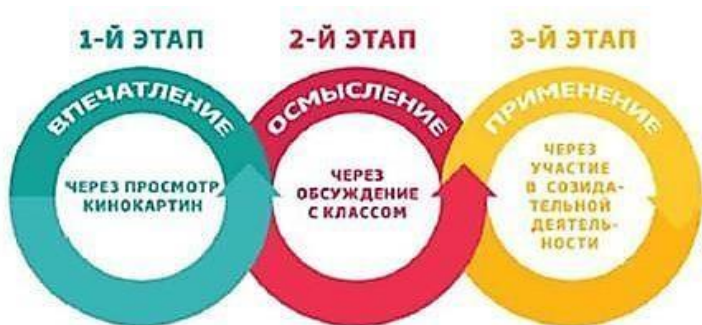 1-Й ЭТАП
ВПЕЧАТЛЕНИЕ
ЧЕРЕЗ ПРОСМОТР
КИНОКАРТИН
2-Й ЭТАП
ОСМЫСЛЕНИЕ
ЧЕРЕЗ
ОБСУЖДЕНИЕ
С КЛАССОМ
3-Й ЭТАП
ПРИМЕНЕНИЕ
ЧЕРЕЗ
УЧАСТИЕ
В СОЗИДА-
ТЕЛЬНОЙ
ДЕЯТЕЛЬ-
НОСТИ